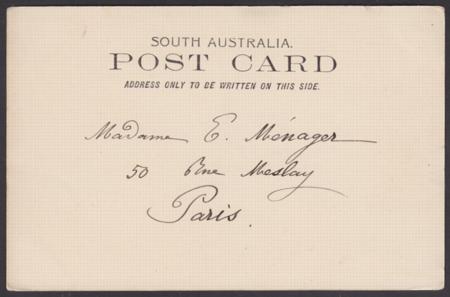 SOUTH AUSTRALIA.
POST CARD
ADDRESS ONLY TO BE WRITTEN ON THIS SIDE.
Madame E. Ménager
50 Rue Meslay
Paris.